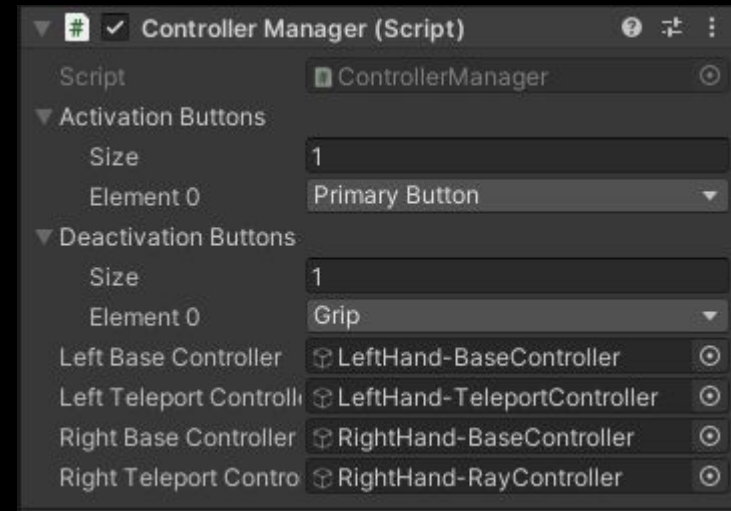 # Controller Manager (Script)
Script # ControllerManager
Activation Buttons
Size 1
Element 0 Primary Button
Deactivation Buttons
Size 1
Element 0 Grip
Left Base Controller LeftHand-BaseController
Left Teleport Controll LeftHand-TeleportController
Right Base Controller RightHand-BaseController
Right Teleport Contro RightHand-RayController